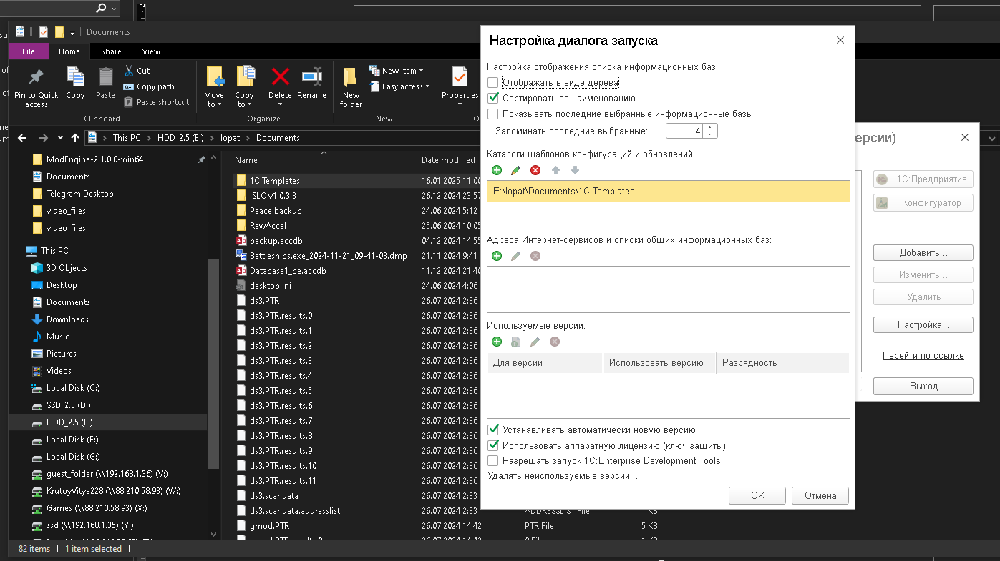 Documents
File
Home
Share
View
Pin to Quick access
Copy
Paste
Cut
Copy path
Paste shortcut
Clipboard
Move to
Copy to
Delete
Rename
Organize
New folder
New item
Easy access
New
Properties
This PC
HDD_2.5 (E:)
lopat
Documents
ModEngine-2.1.0.0-win64
Documents
Telegram Desktop
video_files
video_files
This PC
3D Objects
Desktop
Documents
Downloads
Music
Pictures
Videos
Local Disk (C:)
SSD_2.5 (D:)
HDD_2.5 (E:)
Local Disk (F:)
Local Disk (G:)
guest_folder (\\192.168.1.36) (V:)
KrutoyVitya228 (\\88.210.58.93) (W:)
Games (\\88.210.58.93) (X:)
ssd (\\192.168.1.35) (Y:)
Name
Date modified
1C Templates 16.01.2025 11:00
ISLC v1.0.3.3 26.12.2024 23:57
Peace backup 24.06.2024 5:12
RawAccel 25.06.2024 10:05
backup.accdb 04.12.2024 14:55
Battleships.exe_2024-11-21_09-41-03.dmp 21.11.2024 9:41
Database1_be.accdb 11.12.2024 21:40
desktop.ini 24.06.2024 4:06
ds3.PTR 26.07.2024 2:36
ds3.PTR.results.0 26.07.2024 2:36
ds3.PTR.results.1 26.07.2024 2:36
ds3.PTR.results.2 26.07.2024 2:36
ds3.PTR.results.3 26.07.2024 2:36
ds3.PTR.results.4 26.07.2024 2:36
ds3.PTR.results.5 26.07.2024 2:36
ds3.PTR.results.6 26.07.2024 2:36
ds3.PTR.results.7 26.07.2024 2:36
ds3.PTR.results.8 26.07.2024 2:36
ds3.PTR.results.9 26.07.2024 2:36
ds3.PTR.results.10 26.07.2024 2:36
ds3.PTR.results.11 26.07.2024 2:36
ds3.scandata 26.07.2024 2:33
ds3.scandata.addresslist 26.07.2024 2:33 ADDRESSLIST File 1 KB
gmod.PTR 26.07.2024 14:42 PTR File 5 KB
gmod.PTR.results.0 26.07.2024 14:42 0 File 1 KB
82 items
1 item selected
Настройка диалога запуска
Настройка отображения списка информационных баз:
Отображать в виде дерева
Сортировать по наименованию
Показывать последние выбранные информационные базы
Запоминать последние выбранные: 4
Каталоги шаблонов конфигураций и обновлений:
E:\lopat\Documents\1C Templates
Адреса Интернет-сервисов и списки общих информационных баз:
Используемые версии:
Для версии
Использовать версию
Разрядность
Устанавливать автоматически новую версию
Использовать аппаратную лицензию (ключ защиты)
Разрешать запуск 1C:Enterprise Development Tools
Удалять неиспользуемые версии...
OK
Отмена
ерсии)
1С:Предприятие
Конфигуратор
Добавить...
Изменить...
Удалить
Настройка...
Перейти по ссылке
Выход